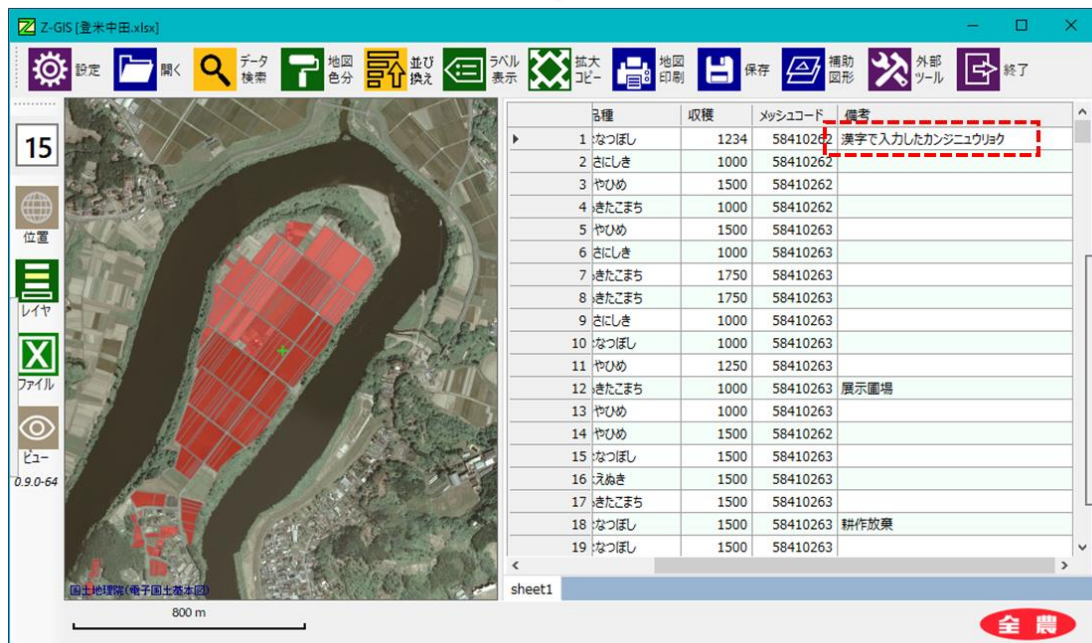 Z-GIS [登米中田.xlsx]
設定 開く データ検索 地図色分 並び換え ラベル表示 拡大コピー 地図印刷 保存 補助図形 外部ツール 終了
15
位置
レイヤ
ファイル
ビュー
0.9.0-64
国土地理院(電子国土基本図)
800 m
品種 収穫 メッシュコード 備考
1 なつぼし 1234 58410262 漢字で入力したカンジニュウリョク
2 さにしき 1000 58410262
3 やひめ 1500 58410262
4 きたこまち 1000 58410262
5 やひめ 1500 58410263
6 さにしき 1000 58410263
7 きたこまち 1750 58410263
8 きたこまち 1750 58410263
9 さにしき 1000 58410263
10 なつぼし 1000 58410263
11 やひめ 1250 58410263
12 きたこまち 1000 58410263 展示圃場
13 やひめ 1000 58410263
14 やひめ 1500 58410262
15 なつぼし 1500 58410263
16 えぬき 1500 58410263
17 きたこまち 1500 58410263
18 なつぼし 1500 58410263 耕作放棄
19 なつぼし 1500 58410263
sheet1
全農